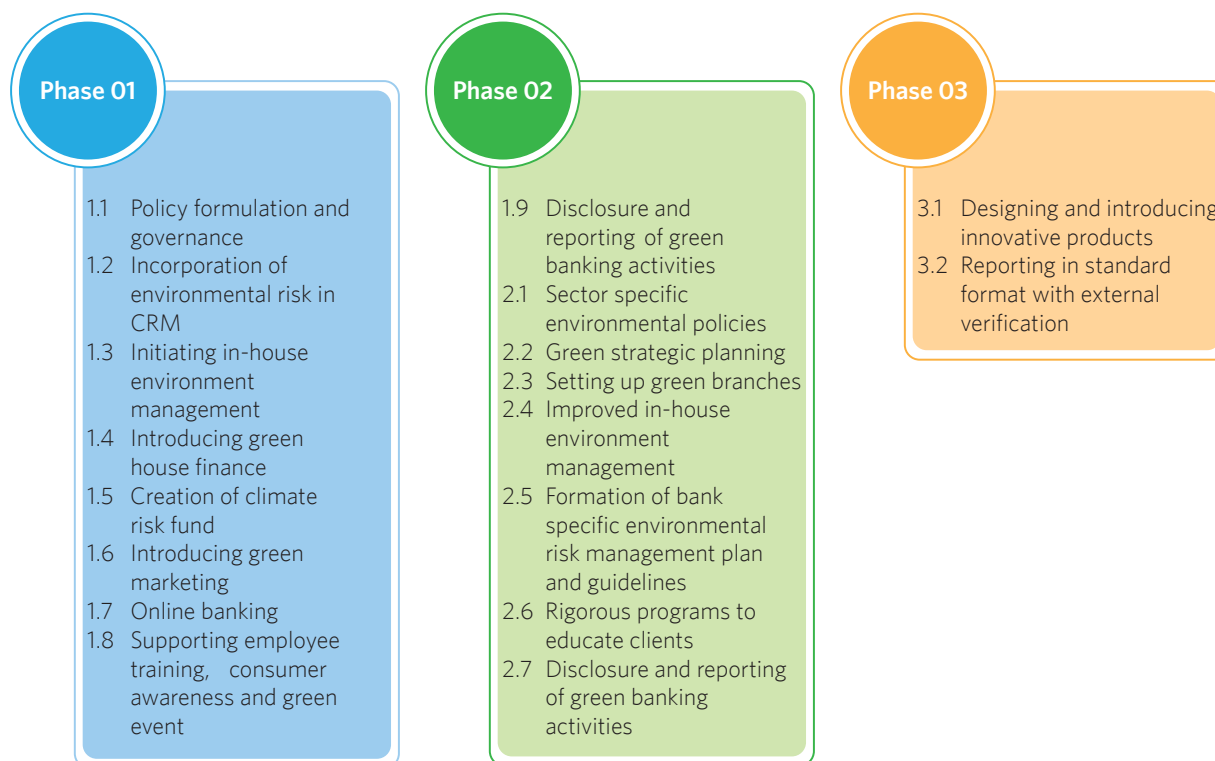 Phase 01
1.1 Policy formulation and
governance
1.2 Incorporation of
environmental risk in
CRM
1.3 Initiating in-house
environment
management
1.4 Introducing green
house finance
1.5 Creation of climate
risk fund
1.6 Introducing green
marketing
1.7 Online banking
1.8 Supporting employee
training, consumer
awareness and green
event
Phase 02
1.9 Disclosure and
reporting of green
banking activities
2.1 Sector specific
environmental policies
2.2 Green strategic planning
2.3 Setting up green branches
2.4 Improved in-house
environment
management
2.5 Formation of bank
specific environmental
risk management plan
and guidelines
2.6 Rigorous programs to
educate clients
2.7 Disclosure and reporting
of green banking
activities
Phase 03
3.1 Designing and introducing
innovative products
3.2 Reporting in standard
format with external
verification